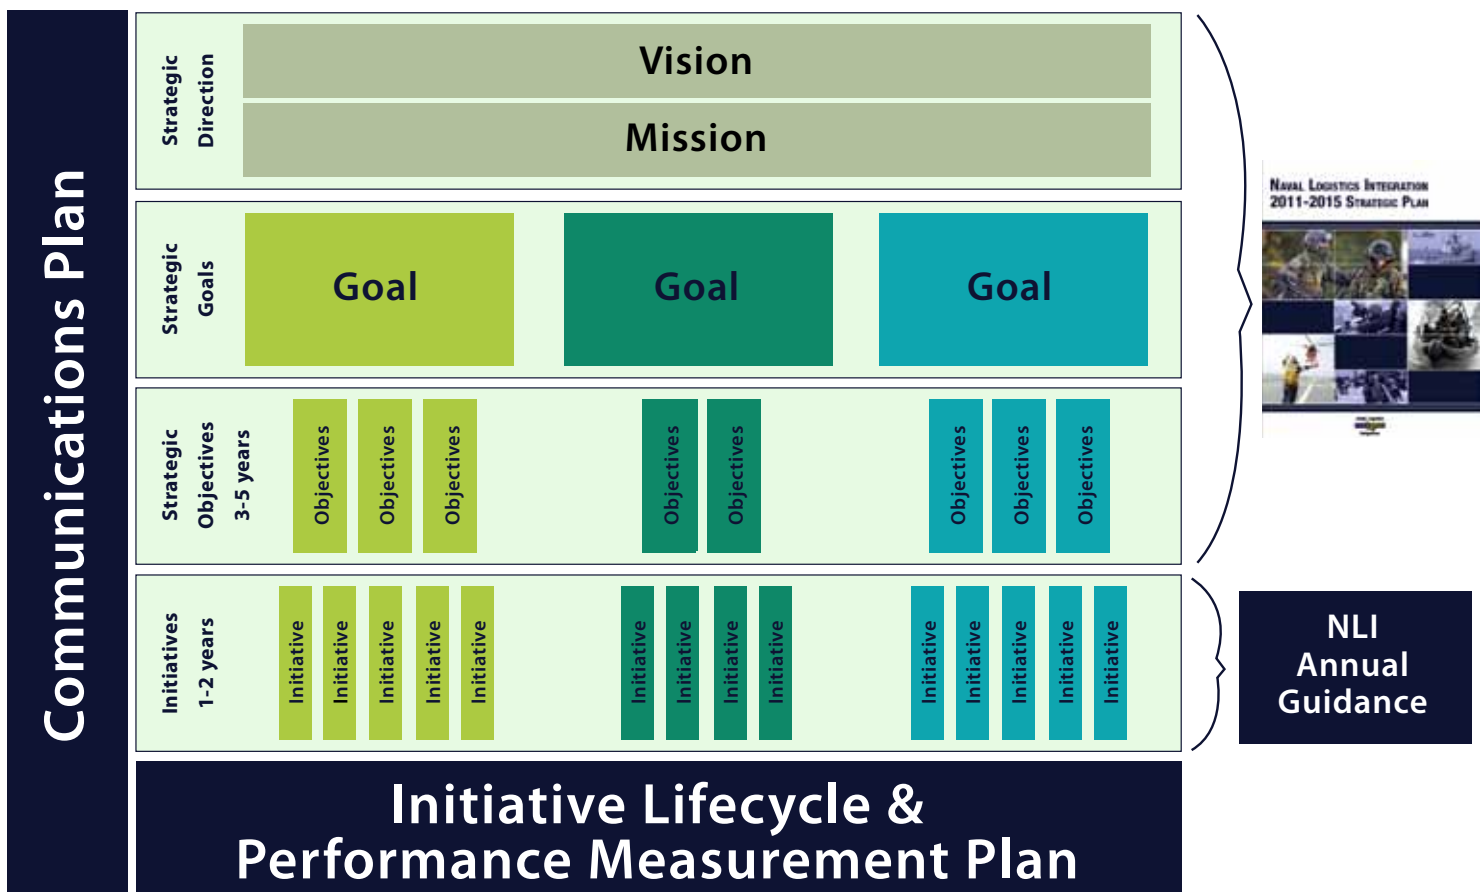 Communications Plan
Strategic
Direction
Vision
Mission
Strategic
Goals
Goal
Goal
Goal
Strategic
Objectives
3-5 years
Objectives
Objectives
Objectives
Objectives
Objectives
Objectives
Objectives
Objectives
Initiatives
1-2 years
Initiative
Initiative
Initiative
Initiative
Initiative
Initiative
Initiative
Initiative
Initiative
Initiative
Initiative
Initiative
Initiative
Initiative
Initiative Lifecycle &
Performance Measurement Plan
Naval Logistics Integration
2011-2015 Strategic Plan
NLI
Annual
Guidance